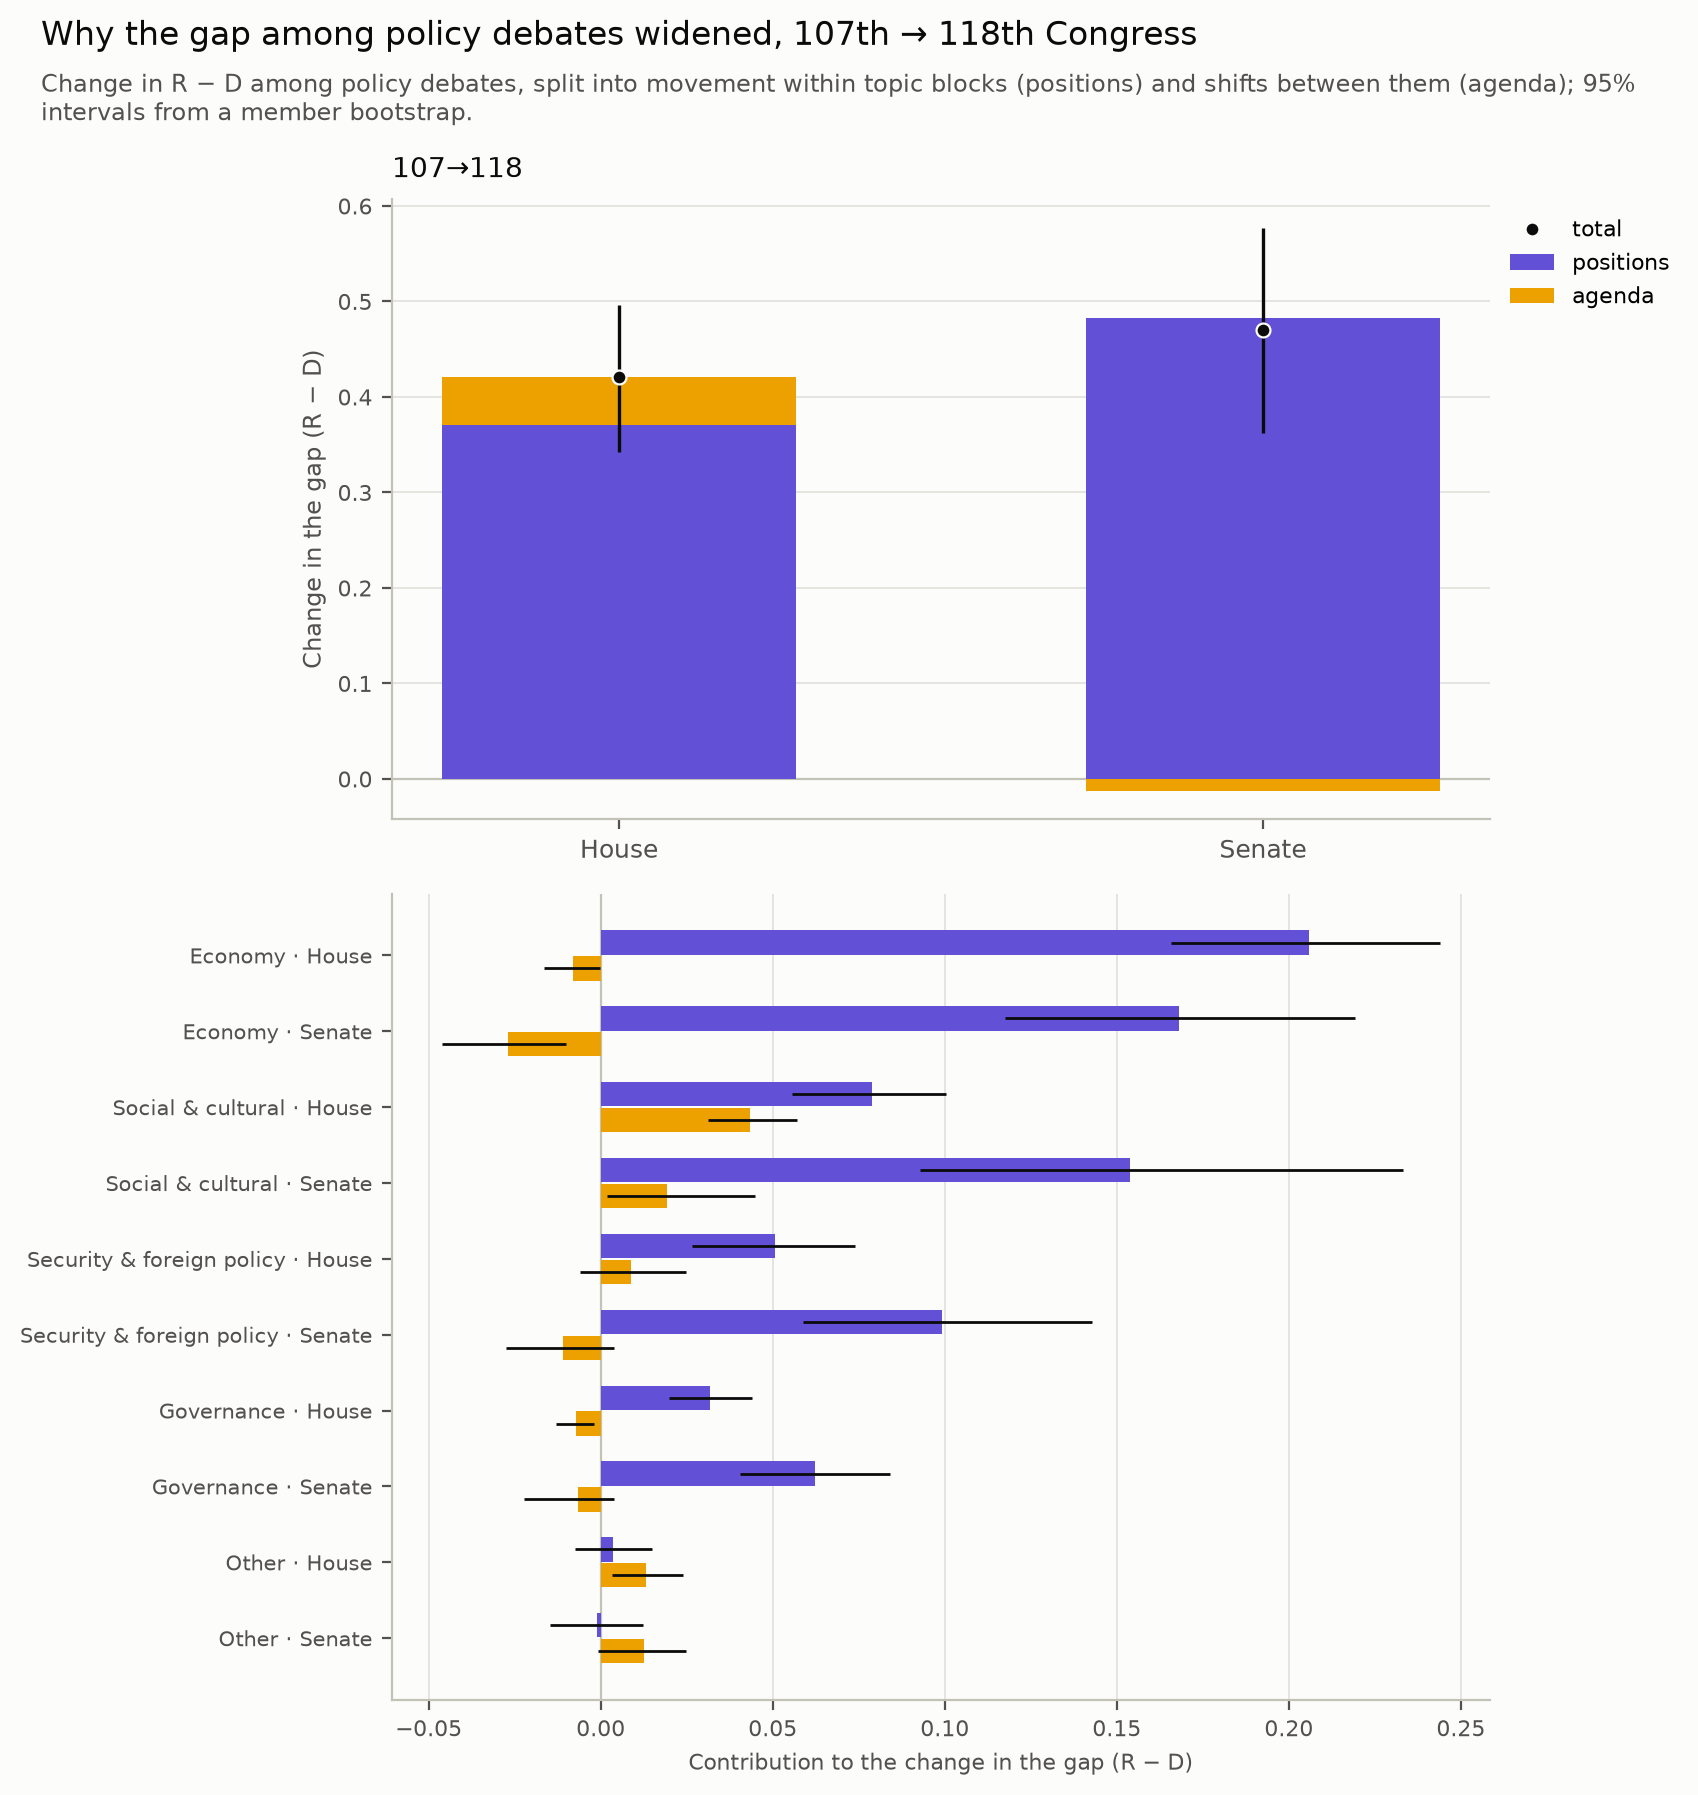 Why the gap among policy debates widened, 107th → 118th Congress
Change in R − D among policy debates, split into movement within topic blocks (positions) and shifts between them (agenda); 95%
intervals from a member bootstrap.
107→118
0.6
0.5
0.4
0.3
0.2
0.1
0.0
Change in the gap (R − D)
House
Senate
total
positions
agenda
Economy · House
Economy · Senate
Social & cultural · House
Social & cultural · Senate
Security & foreign policy · House
Security & foreign policy · Senate
Governance · House
Governance · Senate
Other · House
Other · Senate
−0.05
0.00
0.05
0.10
0.15
0.20
0.25
Contribution to the change in the gap (R − D)